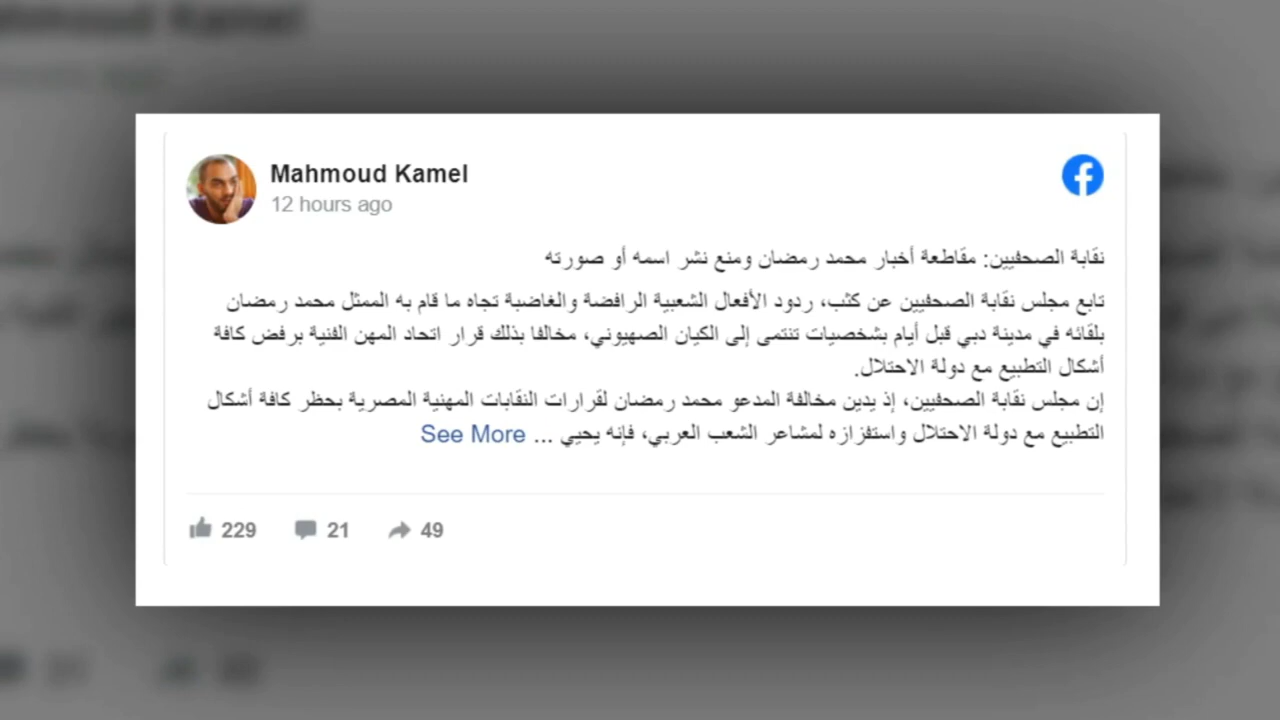 Mahmoud Kamel
12 hours ago
نقابة الصحفيين: مقاطعة أخبار محمد رمضان ومنع نشر اسمه أو صورته
تابع مجلس نقابة الصحفيين عن كثب، ردود الأفعال الشعبية الرافضة والغاضبة تجاه ما قام به الممثل محمد رمضان
بلقائه في مدينة دبي قبل أيام بشخصيات تنتمى إلى الكيان الصهيوني، مخالفا بذلك قرار اتحاد المهن الفنية برفض كافة
أشكال التطبيع مع دولة الاحتلال.
إن مجلس نقابة الصحفيين، إذ يدين مخالفة المدعو محمد رمضان لقرارات النقابات المهنية المصرية بحظر كافة أشكال
التطبيع مع دولة الاحتلال واستفزازه لمشاعر الشعب العربي، فإنه يحيي ... See More
229 21 49